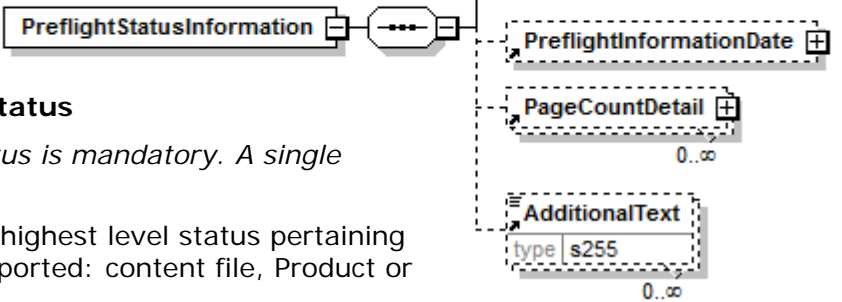 PreflightStatusInformation
PreflightInformationDate
tatus
PageCountDetail
0..∞
tus is mandatory. A single
AdditionalText
highest level status pertaining
type s255
ported: content file, Product or
0..∞